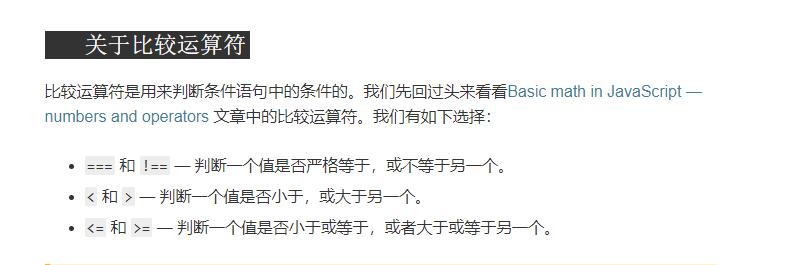 关于比较运算符
比较运算符是用来判断条件语句中的条件的。我们先回过头来看看Basic math in JavaScript —
numbers and operators 文章中的比较运算符。我们有如下选择：
• === 和 !== — 判断一个值是否严格等于，或不等于另一个。
• < 和 > — 判断一个值是否小于，或大于另一个。
• <= 和 >= — 判断一个值是否小于或等于，或者大于或等于另一个。